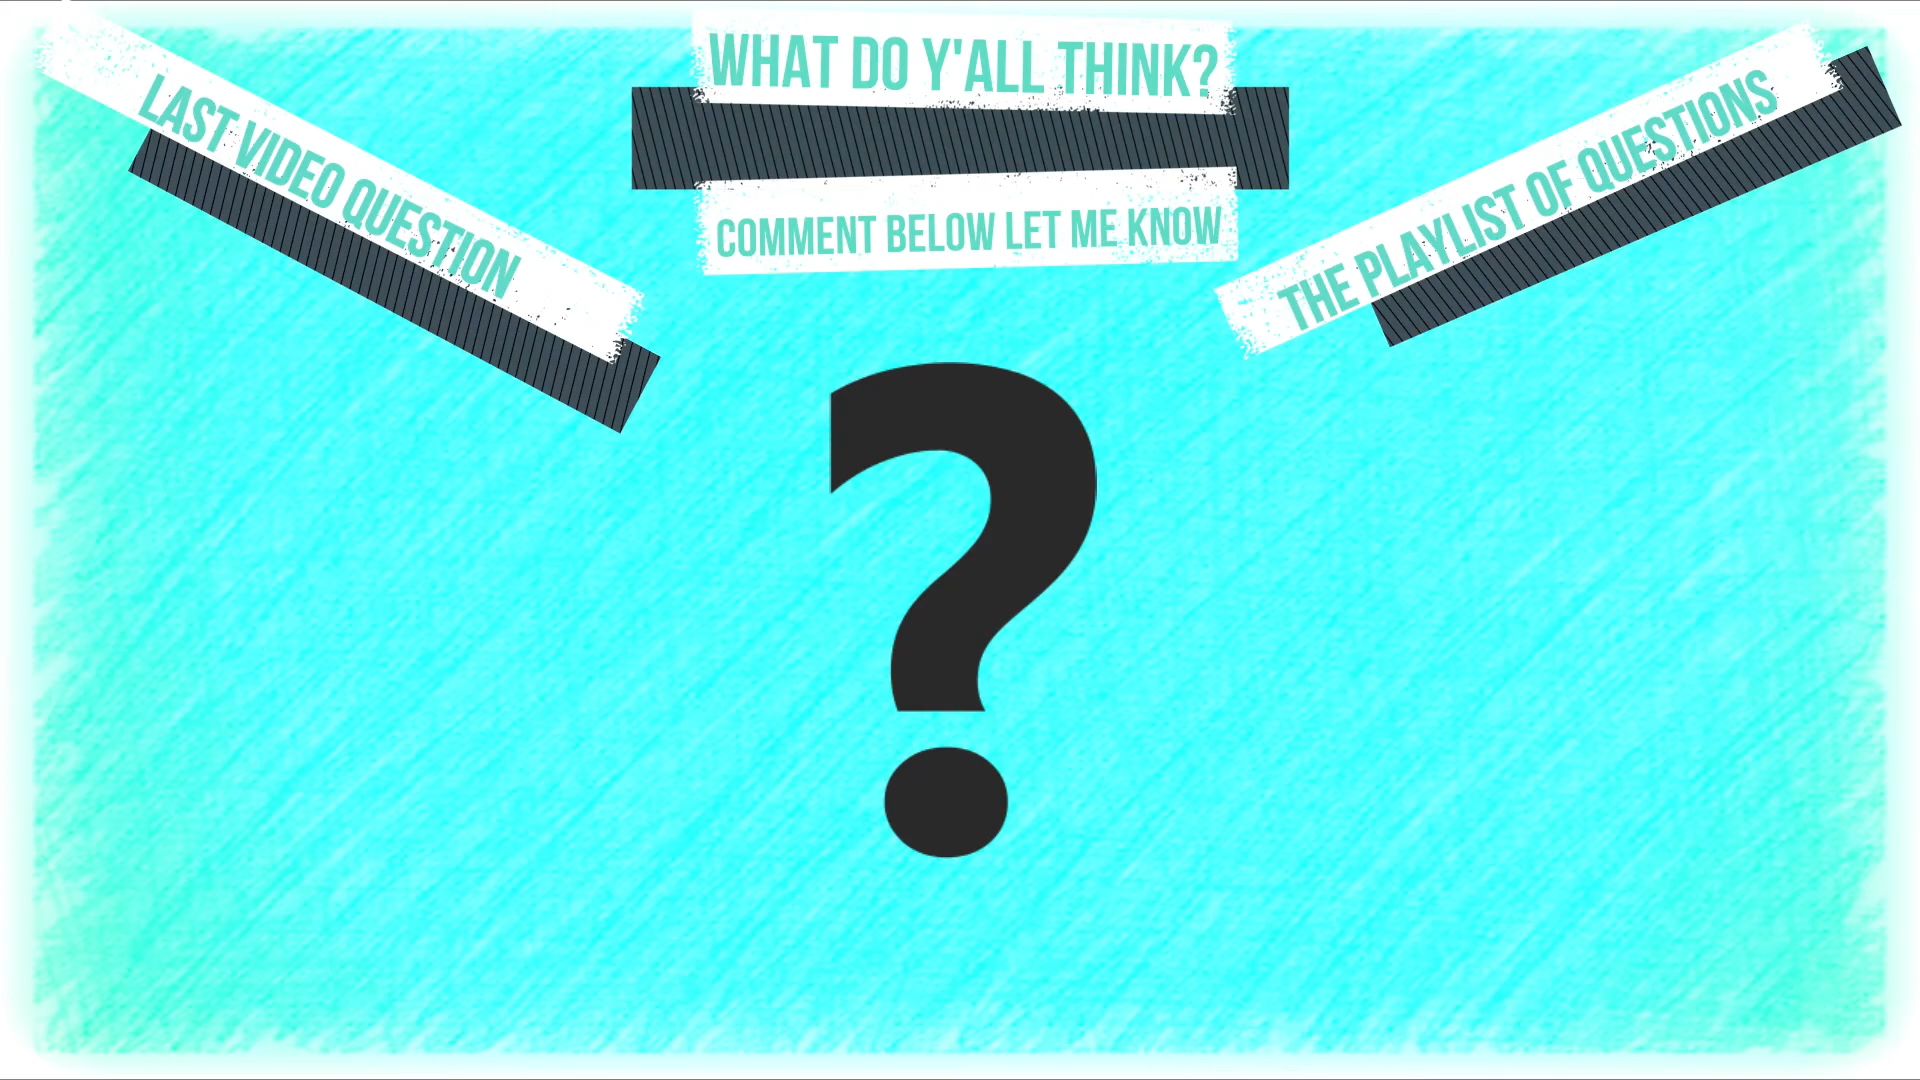 WHAT DO Y'ALL THINK?
COMMENT BELOW LET ME KNOW
LAST VIDEO QUESTION
THE PLAYLIST OF QUESTIONS
?